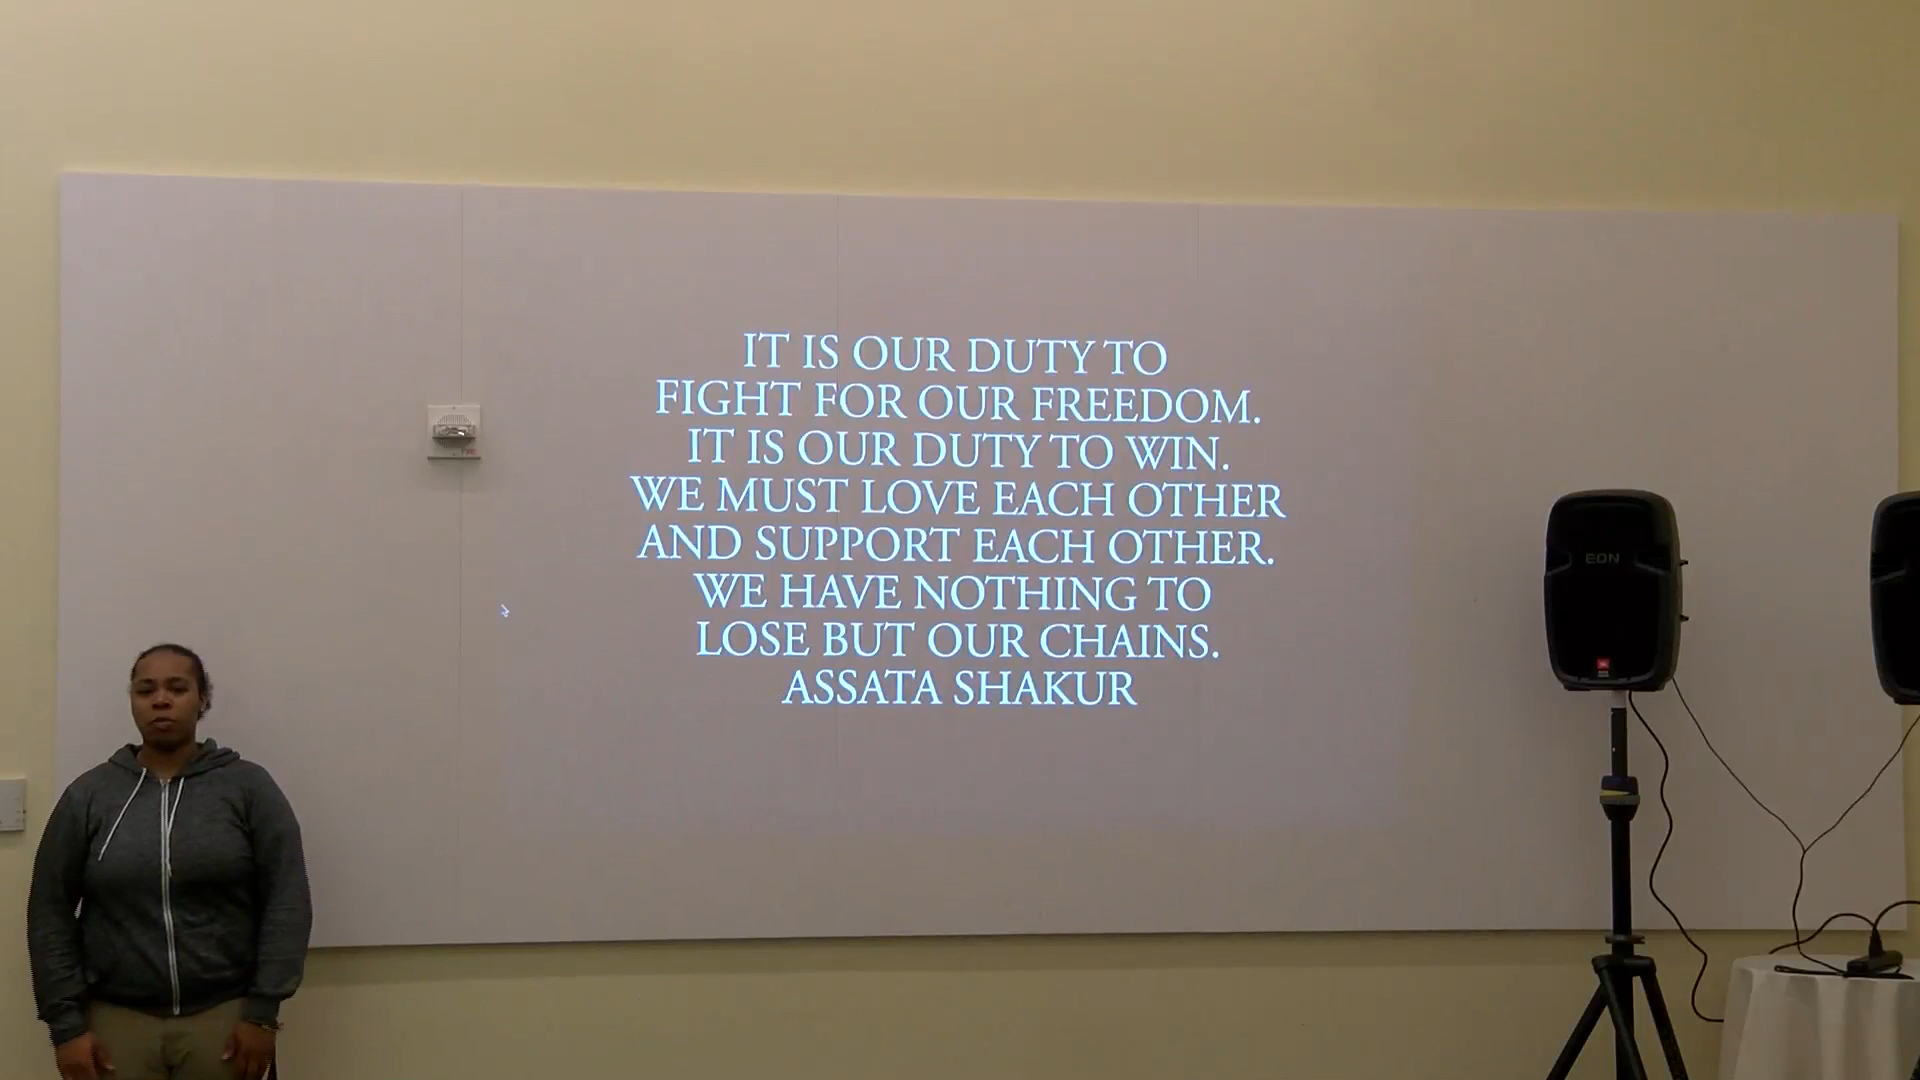 IT IS OUR DUTY TO
FIGHT FOR OUR FREEDOM.
IT IS OUR DUTY TO WIN.
WE MUST LOVE EACH OTHER
AND SUPPORT EACH OTHER.
WE HAVE NOTHING TO
LOSE BUT OUR CHAINS.
ASSATA SHAKUR
FIRE
EON